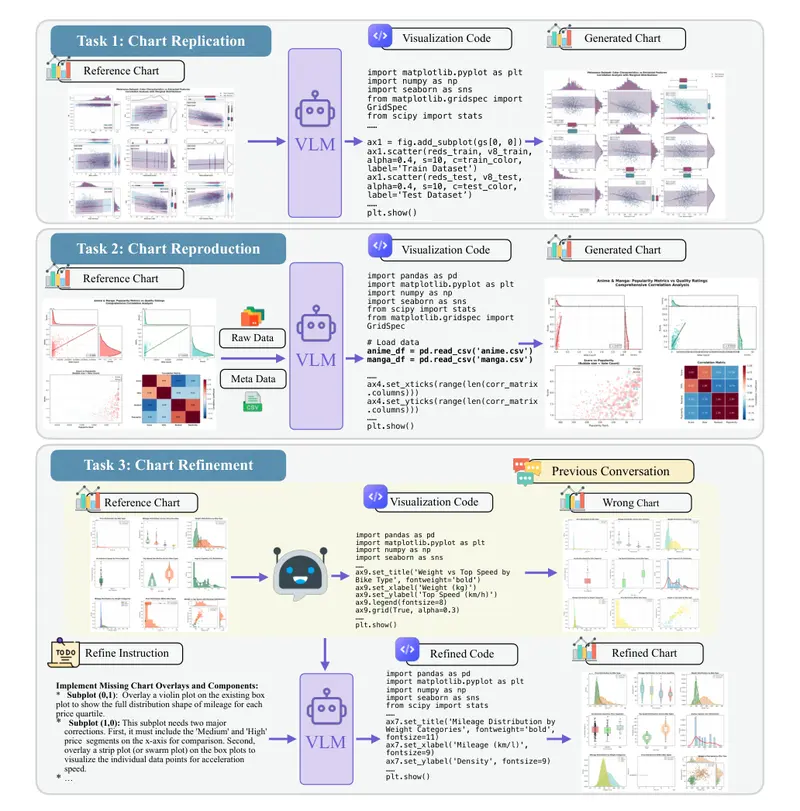 Task 1: Chart Replication
Reference Chart
VLM
Visualization Code
import matplotlib.pyplot as plt
import numpy as np
import seaborn as sns
from matplotlib.gridspec import
GridSpec
from scipy import stats
……
ax1 = fig.add_subplot(gs[0, 0])
ax1.scatter(reds_train, v8_train,
alpha=0.4, s=10, c=train_color,
label='Train Dataset')
ax1.scatter(reds_test, v8_test,
alpha=0.4, s=10, c=test_color,
label='Test Dataset')
……
plt.show()
Generated Chart
Task 2: Chart Reproduction
Reference Chart
Anime & Manga: Popularity Metrics vs Quality Ratings
Comprehensive Correlation Analysis
Raw Data
Meta Data
CSV
VLM
Visualization Code
import pandas as pd
import matplotlib.pyplot as plt
import numpy as np
import seaborn as sns
from scipy import stats
from matplotlib.gridspec import
GridSpec
# Load data
anime_df = pd.read_csv('anime.csv')
manga_df = pd.read_csv('manga.csv')
……
ax4.set_xticks(range(len(corr_matrix
.columns)))
ax4.set_yticks(range(len(corr_matrix
.columns)))
……
plt.show()
Generated Chart
Anime & Manga: Popularity Metrics vs Quality Ratings
Comprehensive Correlation Analysis
Correlation Matrix
Task 3: Chart Refinement
Previous Conversation
Reference Chart
Visualization Code
import pandas as pd
import matplotlib.pyplot as plt
import numpy as np
import seaborn as sns
……
ax9.set_title('Weight vs Top Speed by
Bike Type', fontweight='bold')
ax9.set_xlabel('Weight (kg)')
ax9.set_ylabel('Top Speed (km/h)')
ax9.legend(fontsize=8)
ax9.grid(True, alpha=0.3)
……
plt.show()
Wrong Chart
TO DO
Refine Instruction
Implement Missing Chart Overlays and Components:
* Subplot (0,1): Overlay a violin plot on the existing box
plot to show the full distribution shape of mileage for each
price quartile.
* Subplot (1,0): This subplot needs two major
corrections. First, it must include the 'Medium' and 'High'
price segments on the x-axis for comparison. Second,
overlay a strip plot (or swarm plot) on the box plots to
visualize the individual data points for acceleration
speed.
* …
VLM
Refined Code
import pandas as pd
import matplotlib.pyplot as plt
import numpy as np
import seaborn as sns
from scipy import stats
……
ax7.set_title('Mileage Distribution by
Weight Categories', fontweight='bold',
fontsize=11)
ax7.set_xlabel('Mileage (km/l)',
fontsize=9)
ax7.set_ylabel('Density', fontsize=9)
……
plt.show()
Refined Chart